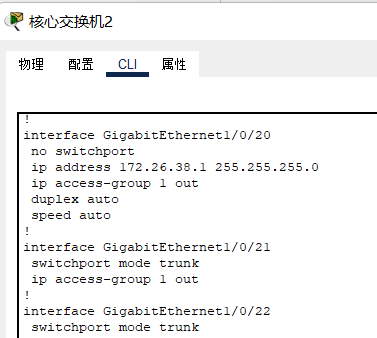 核心交换机2
物理 配置 CLI 属性
!
interface GigabitEthernet1/0/20
no switchport
ip address 172.26.38.1 255.255.255.0
ip access-group 1 out
duplex auto
speed auto
!
interface GigabitEthernet1/0/21
switchport mode trunk
ip access-group 1 out
!
interface GigabitEthernet1/0/22
switchport mode trunk